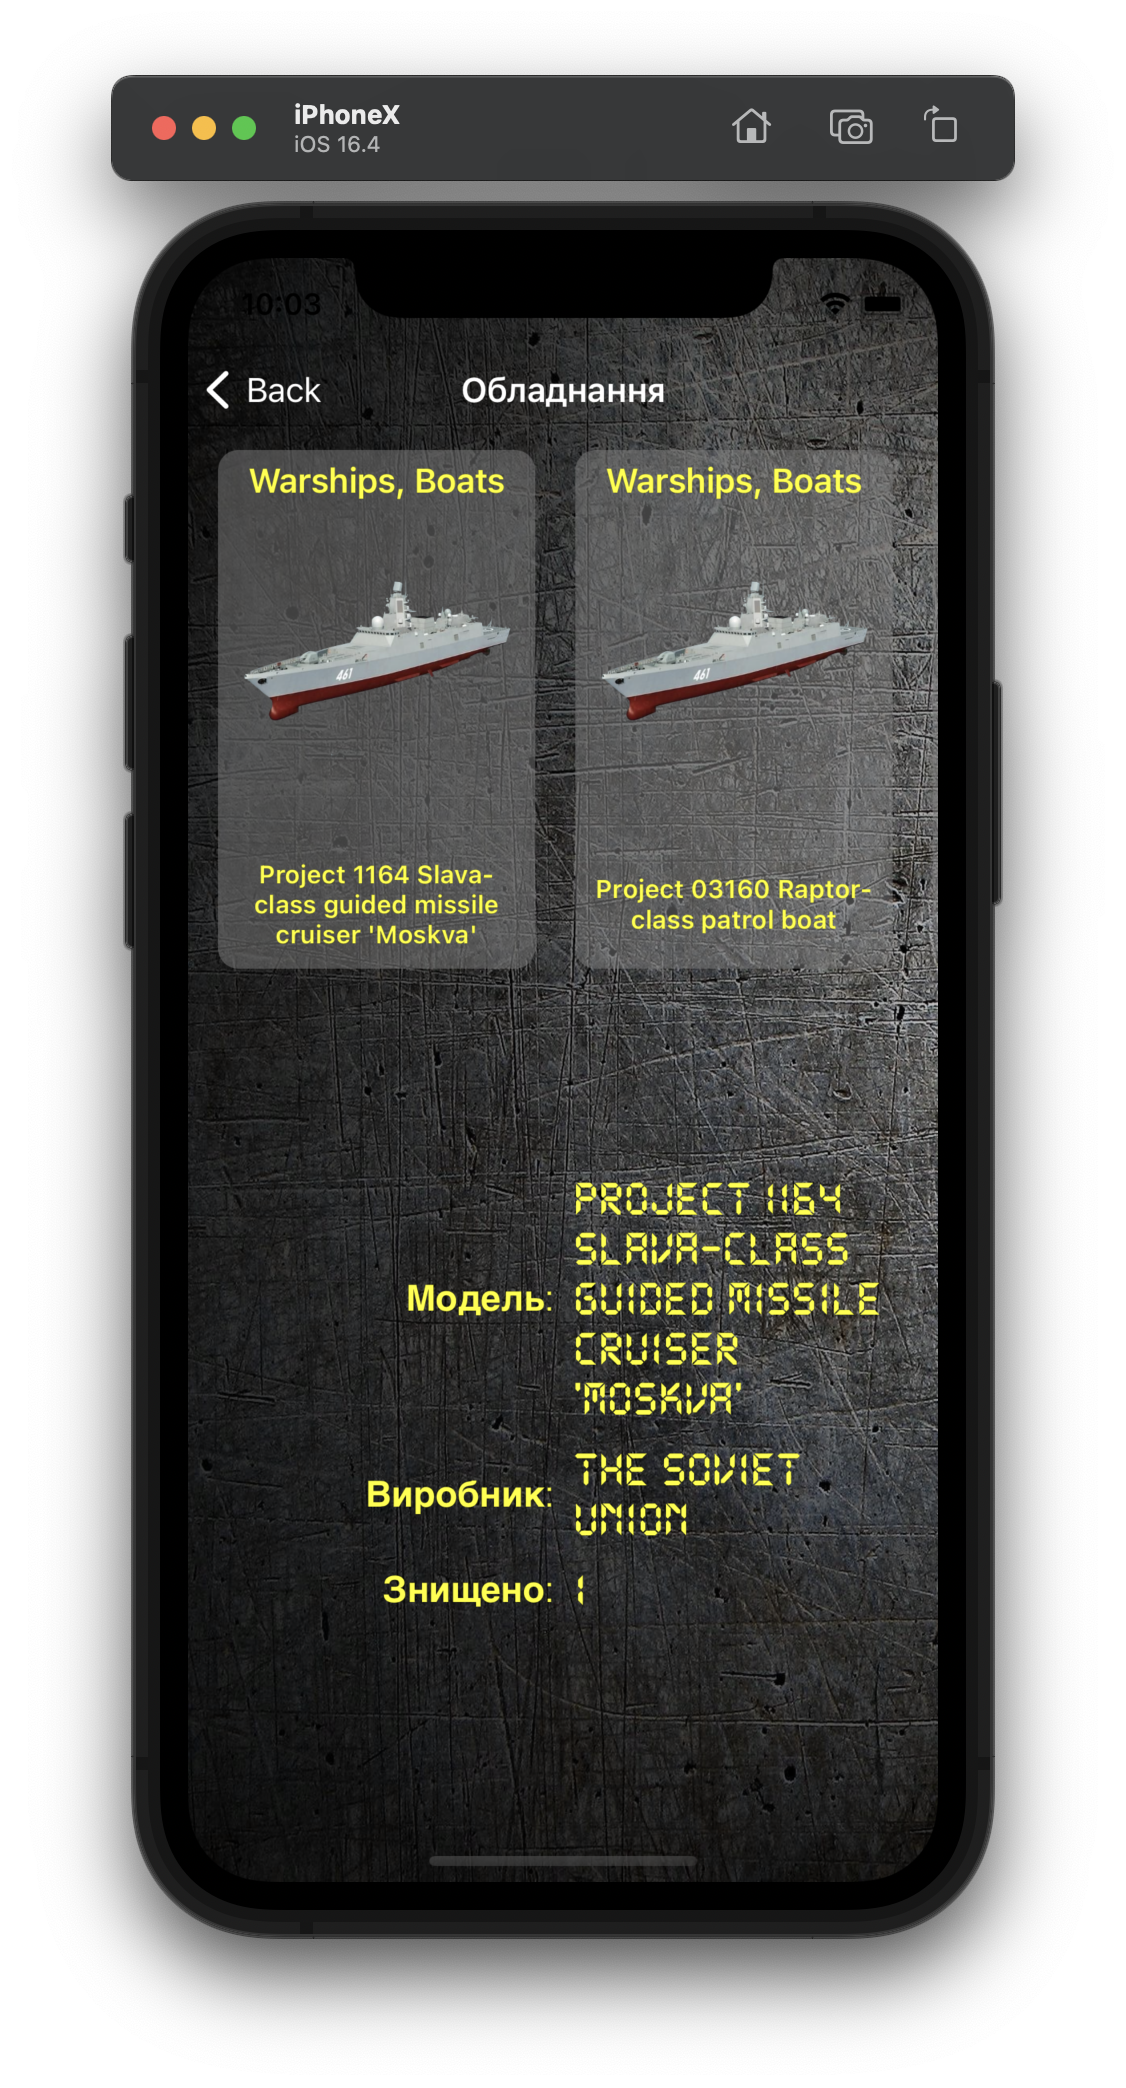 iPhoneX
iOS 16.4
10:03
Back
Обладнання
Warships, Boats
461
Project 1164 Slava-
class guided missile
cruiser 'Moskva'
Warships, Boats
461
Project 03160 Raptor-
class patrol boat
Модель:
PROJECT 1164
SLAVA-CLASS
GUIDED MISSILE
CRUISER
'MOSKVA'
Виробник:
THE SOVIET
UNION
Знищено: 1